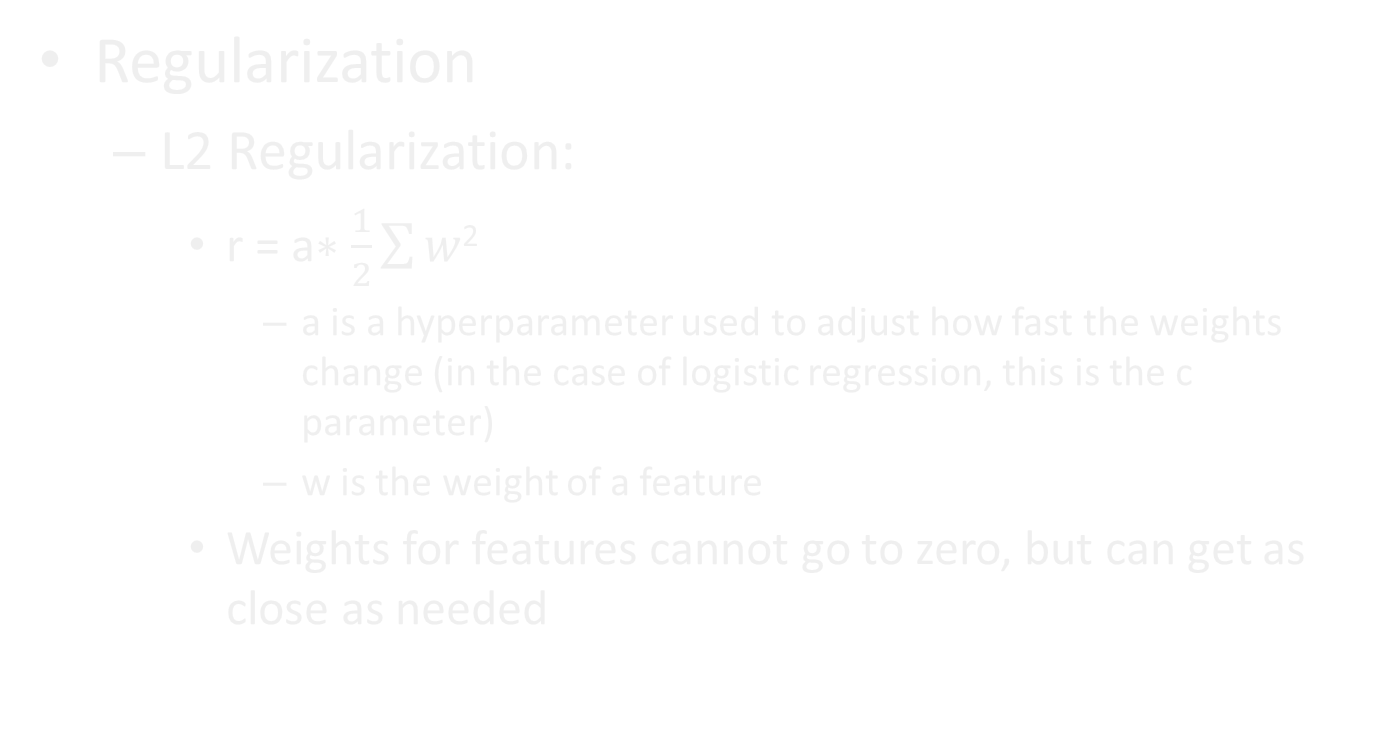 • Regularization
– L2 Regularization:
• r = a* 1/2 ∑ w²
– a is a hyperparameter used to adjust how fast the weights
change (in the case of logistic regression, this is the c
parameter)
– w is the weight of a feature
• Weights for features cannot go to zero, but can get as
close as needed